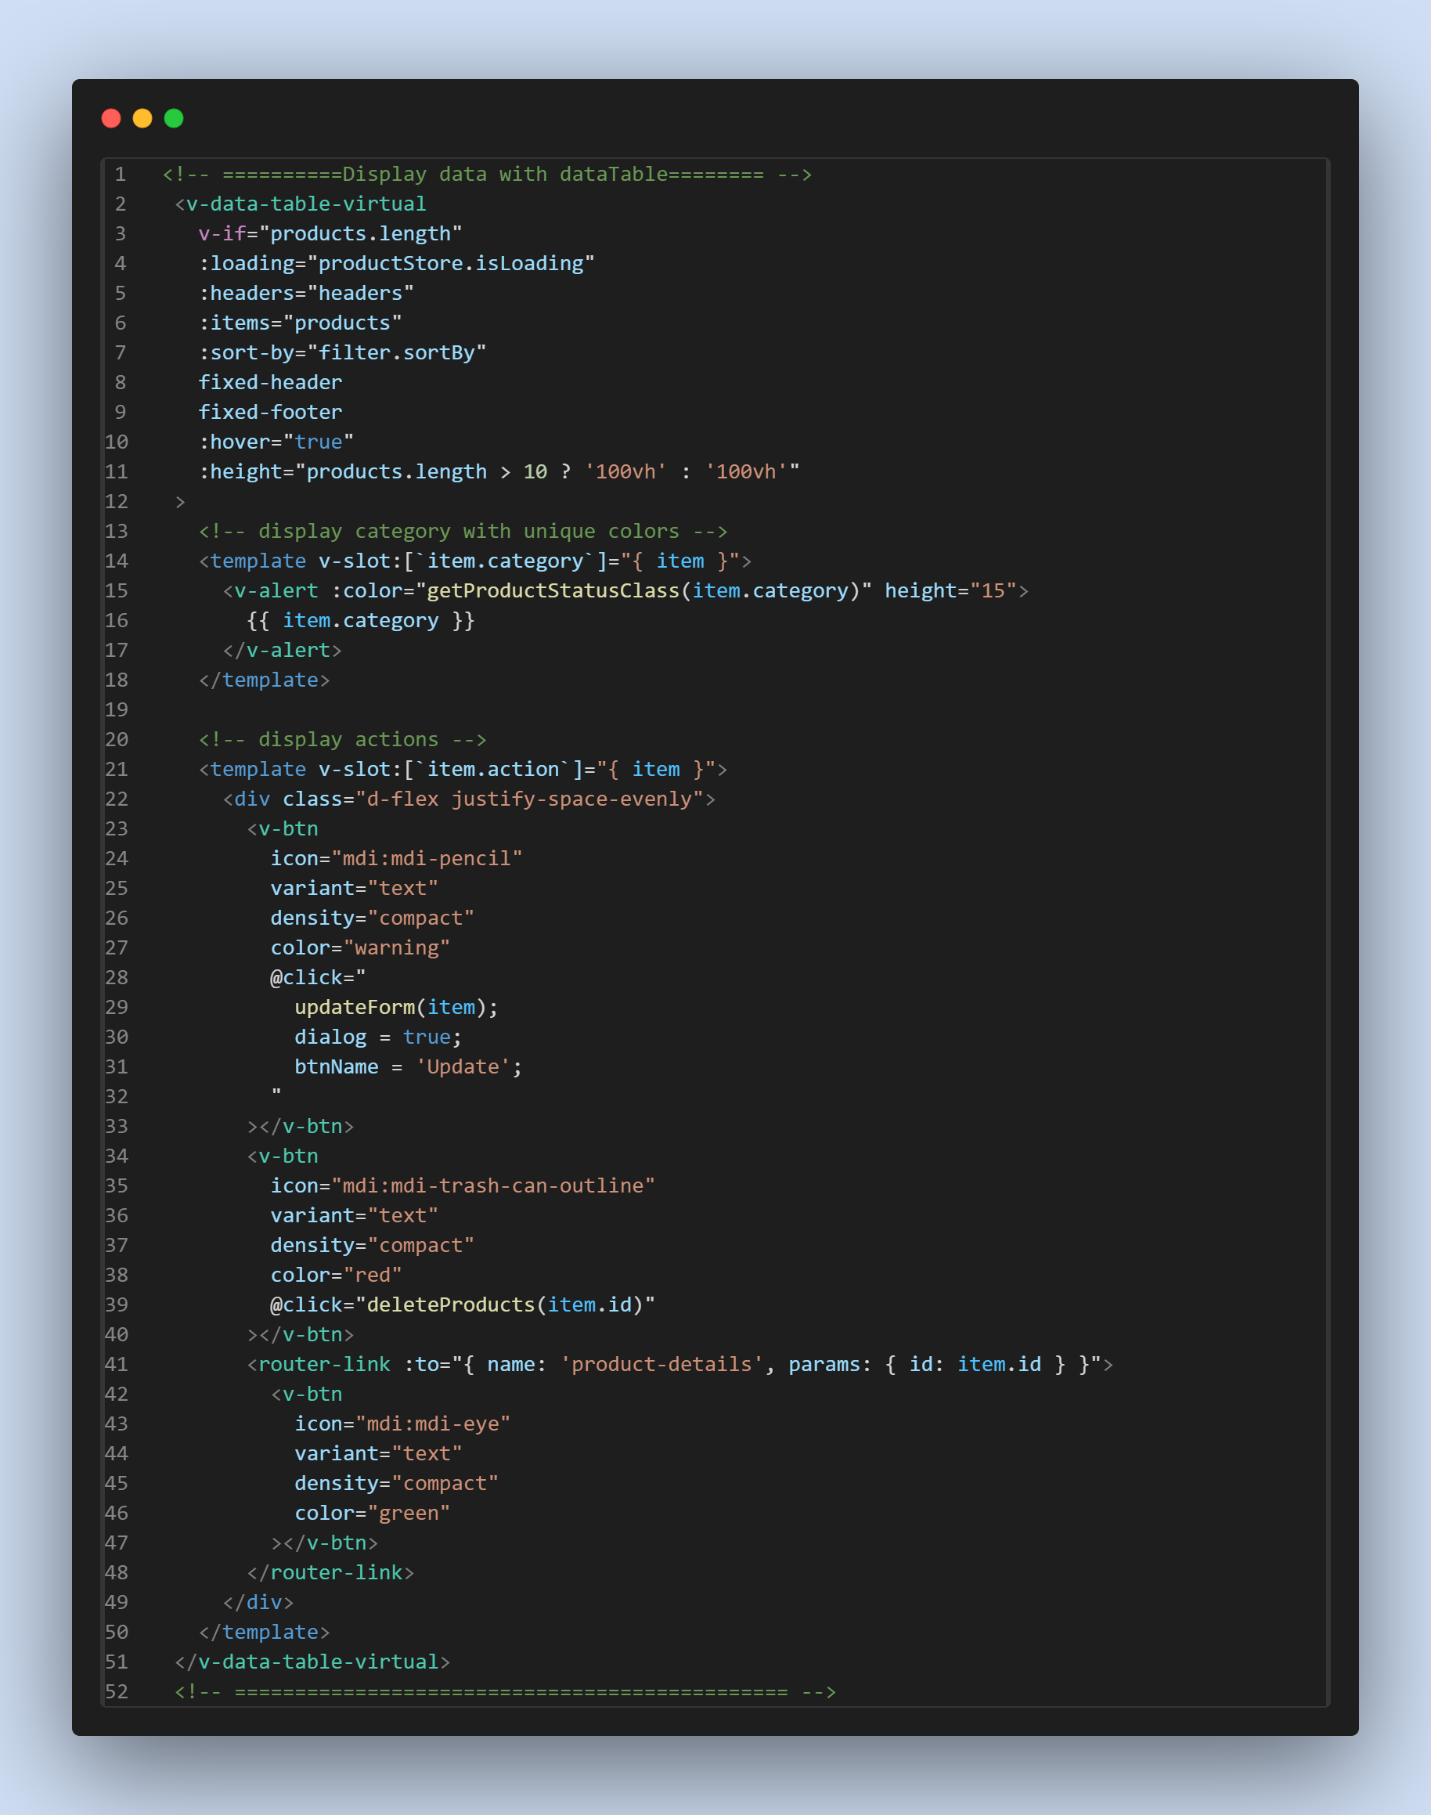 1 <!-- ==========Display data with dataTable======== -->
2 <v-data-table-virtual
3 v-if="products.length"
4 :loading="productStore.isLoading"
5 :headers="headers"
6 :items="products"
7 :sort-by="filter.sortBy"
8 fixed-header
9 fixed-footer
10 :hover="true"
11 :height="products.length > 10 ? '100vh' : '100vh'"
12 >
13 <!-- display category with unique colors -->
14 <template v-slot:[`item.category`]="{ item }">
15 <v-alert :color="getProductStatusClass(item.category)" height="15">
16 {{ item.category }}
17 </v-alert>
18 </template>
19
20 <!-- display actions -->
21 <template v-slot:[`item.action`]="{ item }">
22 <div class="d-flex justify-space-evenly">
23 <v-btn
24 icon="mdi:mdi-pencil"
25 variant="text"
26 density="compact"
27 color="warning"
28 @click="
29 updateForm(item);
30 dialog = true;
31 btnName = 'Update';
32 "
33 ></v-btn>
34 <v-btn
35 icon="mdi:mdi-trash-can-outline"
36 variant="text"
37 density="compact"
38 color="red"
39 @click="deleteProducts(item.id)"
40 ></v-btn>
41 <router-link :to="{ name: 'product-details', params: { id: item.id } }">
42 <v-btn
43 icon="mdi:mdi-eye"
44 variant="text"
45 density="compact"
46 color="green"
47 ></v-btn>
48 </router-link>
49 </div>
50 </template>
51 </v-data-table-virtual>
52 <!-- ============================================== -->